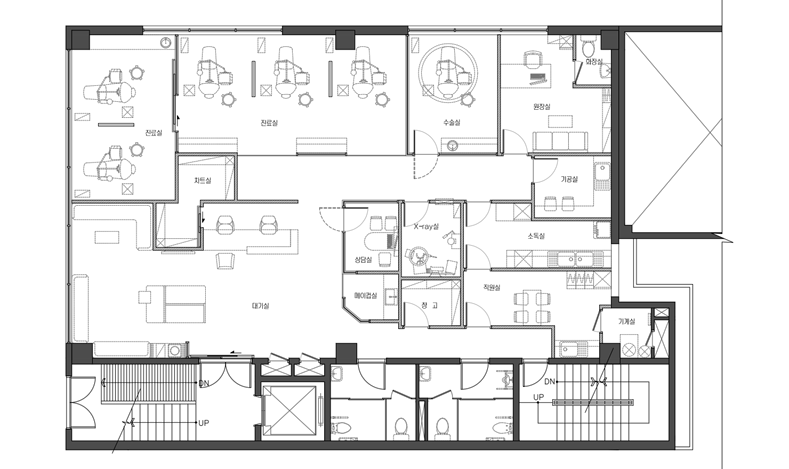 화장실
진료실
진료실
수술실
원장실
차트실
기공실
X-ray실
소독실
상담실
직원실
메이컵실
대기실
창 고
기계실
DN
UP
DN
UP